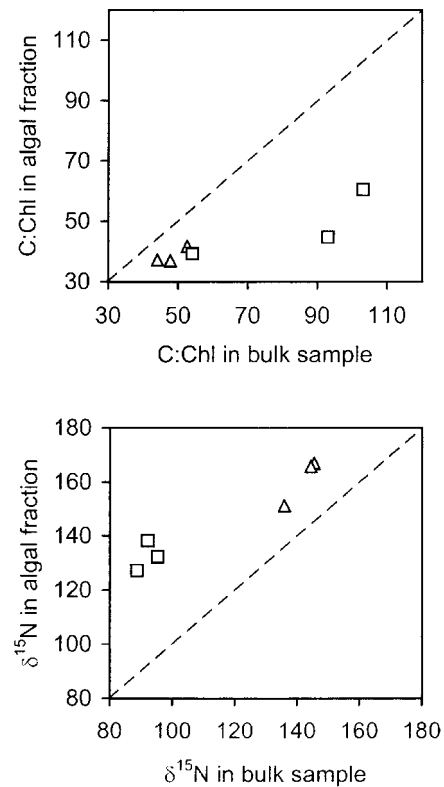 110
90
70
50
30
C:Chl in algal fraction
30 50 70 90 110
C:Chl in bulk sample
180
160
140
120
100
80
δ15N in algal fraction
80 100 120 140 160 180
δ15N in bulk sample